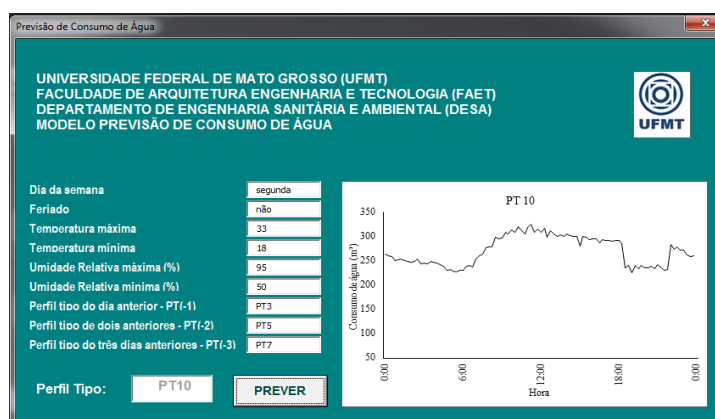 Previsão de Consumo de Água
UNIVERSIDADE FEDERAL DE MATO GROSSO (UFMT)
FACULDADE DE ARQUITETURA ENGENHARIA E TECNOLOGIA (FAET)
DEPARTAMENTO DE ENGENHARIA SANITÁRIA E AMBIENTAL (DESA)
MODELO PREVISÃO DE CONSUMO DE ÁGUA
UFMT
Dia da semana segunda
Feriado não
Temperatura máxima 33
Temperatura mínima 18
Umidade Relativa máxima (%) 95
Umidade Relativa mínima (%) 50
Perfil tipo do dia anterior - PT(-1) PT3
Perfil tipo de dois anteriores - PT(-2) PT5
Perfil tipo do três dias anteriores - PT(-3) PT7
Perfil Tipo: PT10 PREVER
PT 10
Consumo de água (m³)
350
300
250
200
150
100
50
0:00 6:00 12:00 18:00 0:00
Hora